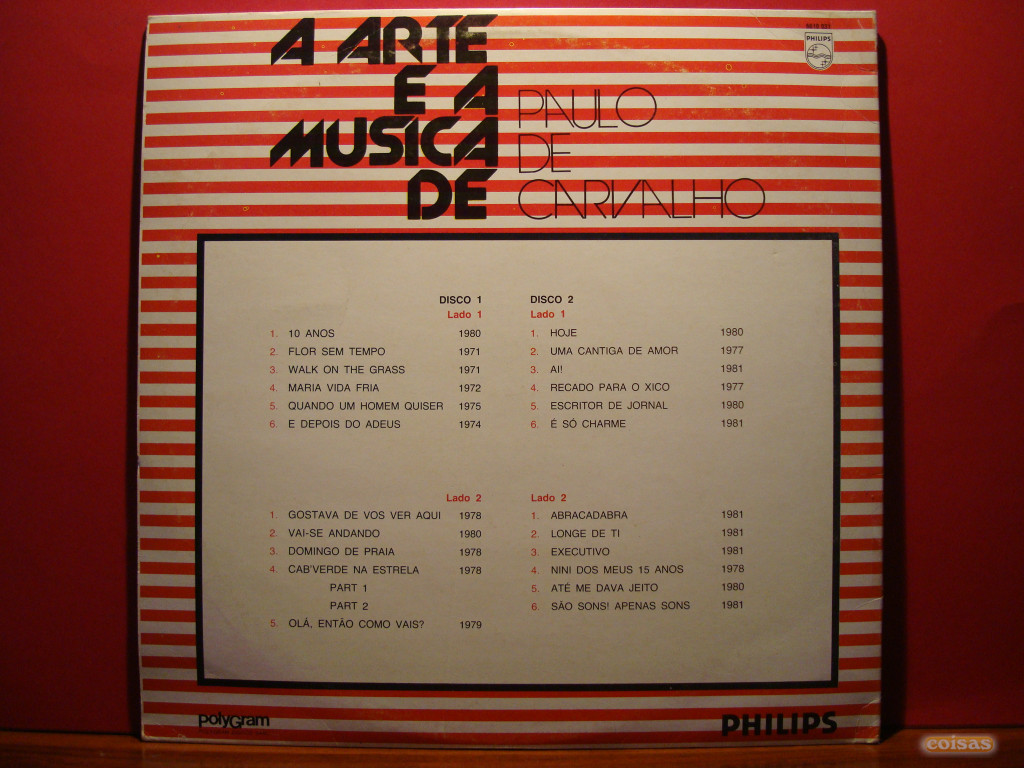 A ARTE
E A
MUSICA
DE
PAULO
DE
CARVALHO
PHILIPS
DISCO 1
Lado 1
1. 10 ANOS 1980
2. FLOR SEM TEMPO 1971
3. WALK ON THE GRASS 1971
4. MARIA VIDA FRIA 1972
5. QUANDO UM HOMEM QUISER 1975
6. E DEPOIS DO ADEUS 1974
Lado 2
1. GOSTAVA DE VOS VER AQUI 1978
2. VAI-SE ANDANDO 1980
3. DOMINGO DE PRAIA 1978
4. CAB'VERDE NA ESTRELA 1978
PART 1
PART 2
5. OLÁ, ENTÃO COMO VAIS? 1979
DISCO 2
Lado 1
1. HOJE 1980
2. UMA CANTIGA DE AMOR 1977
3. AI! 1981
4. RECADO PARA O XICO 1977
5. ESCRITOR DE JORNAL 1980
6. É SÓ CHARME 1981
Lado 2
1. ABRACADABRA 1981
2. LONGE DE TI 1981
3. EXECUTIVO 1981
4. NINI DOS MEUS 15 ANOS 1978
5. ATÉ ME DAVA JEITO 1980
6. SÃO SONS! APENAS SONS 1981
polyGram
PHILIPS
coisas